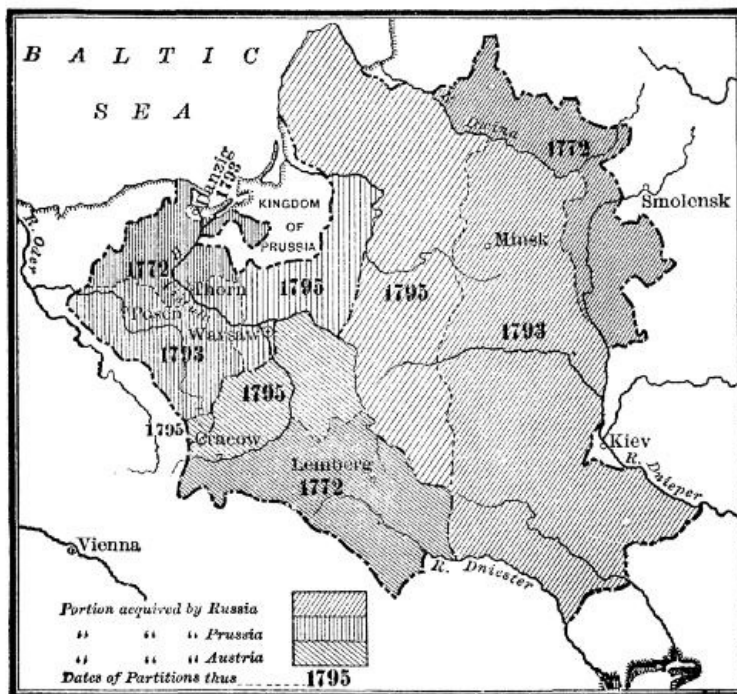 BALTIC
SEA
Dwina
1772
Danzig
1793
Smolensk
KINGDOM
OF
PRUSSIA
R. Oder
Minsk
1772
Thorn
1795
1795
Posen
Warsaw
1793
1793
1795
1795
Cracow
Kiev
Lemberg
1772
R. Dnieper
Vienna
R. Dniester
Portion acquired by Russia
" " " Prussia
" " " Austria
Dates of Partitions thus 1795